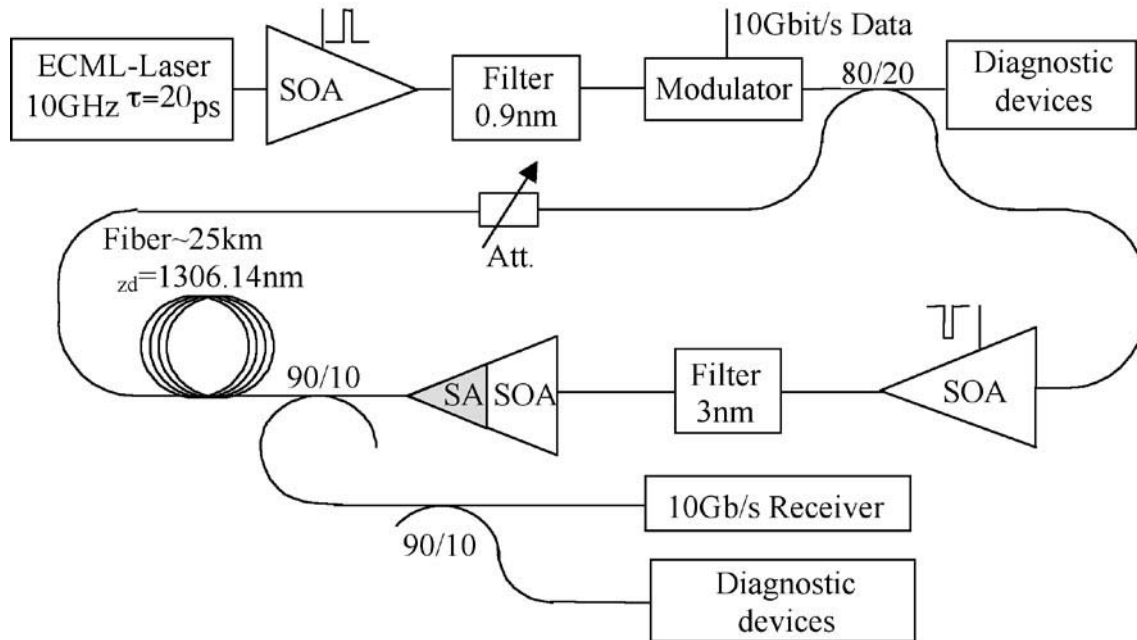 ECML-Laser
10GHz τ=20ps
SOA
Filter
0.9nm
10Gbit/s Data
Modulator
80/20
Diagnostic
devices
Att.
Fiber~25km
zd=1306.14nm
90/10
SA
SOA
Filter
3nm
SOA
10Gb/s Receiver
90/10
Diagnostic
devices